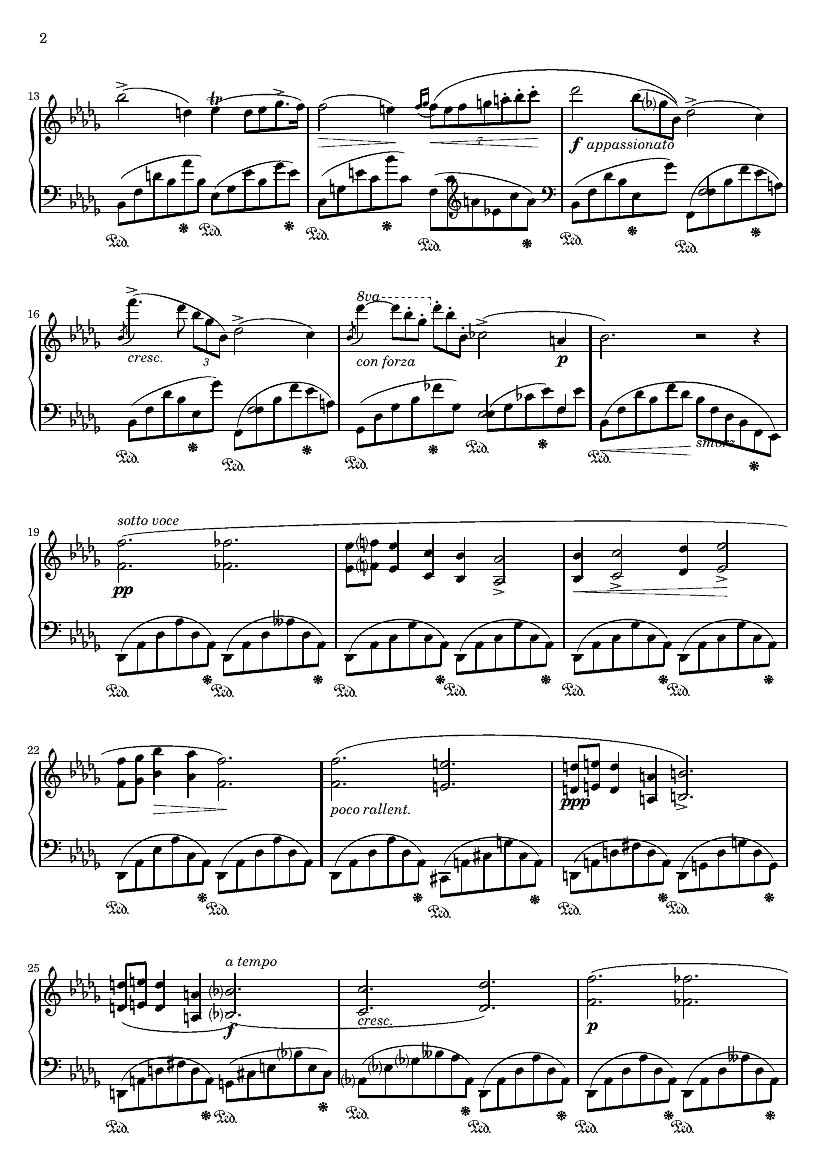 2
13
tr
7
f appassionato
16
8va
cresc.
3
con forza
p
smorz.
19
sotto voce
pp
22
poco rallent.
ppp
25
a tempo
f
cresc.
p